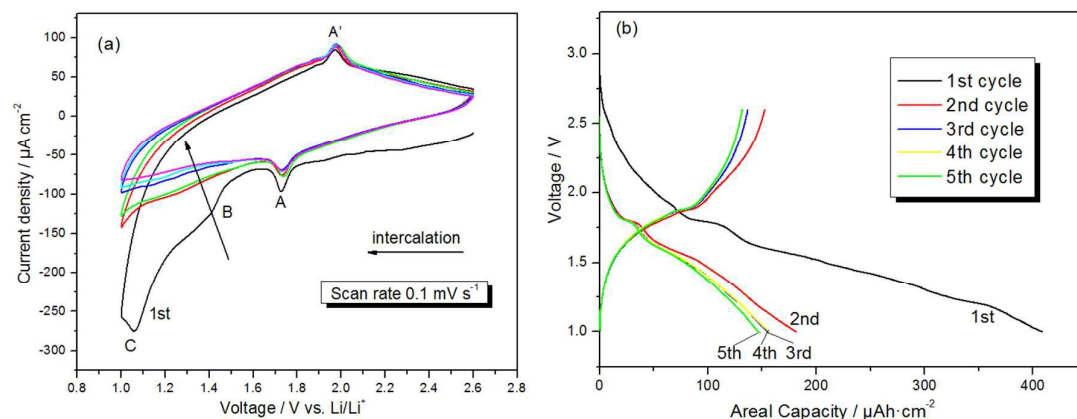 (a)
A'
B
A
intercalation
Scan rate 0.1 mV s⁻¹
1st
C
100
50
0
-50
-100
-150
-200
-250
-300
Current density / μA cm⁻²
1.0 1.2 1.4 1.6 1.8 2.0 2.2 2.4 2.6 2.8
Voltage / V vs. Li/Li⁺
(b)
1st cycle
2nd cycle
3rd cycle
4th cycle
5th cycle
3.0
2.5
2.0
1.5
1.0
Voltage / V
2nd
1st
5th 4th 3rd
0 100 200 300 400
Areal Capacity / μAh·cm⁻²